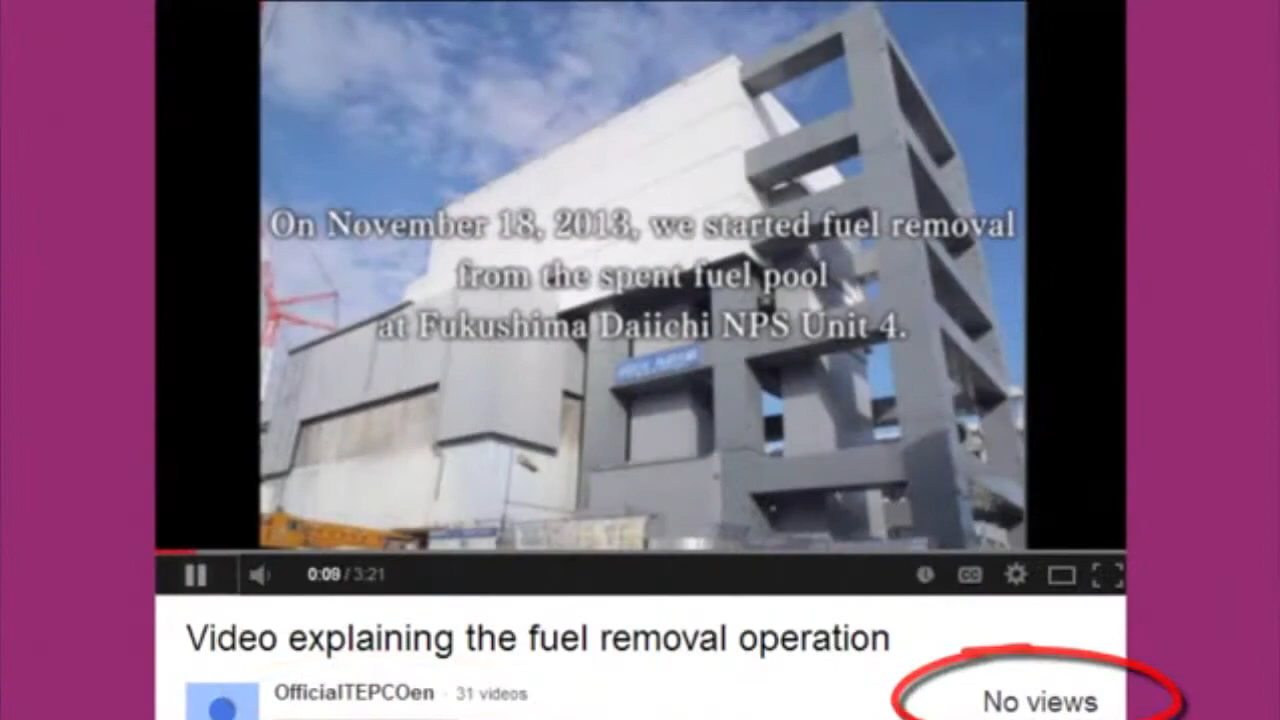 On November 18, 2013, we started fuel removal
from the spent fuel pool
at Fukushima Daiichi NPS Unit 4.
0:09 / 3:21
CC
Video explaining the fuel removal operation
OfficialTEPCOen · 31 videos
No views